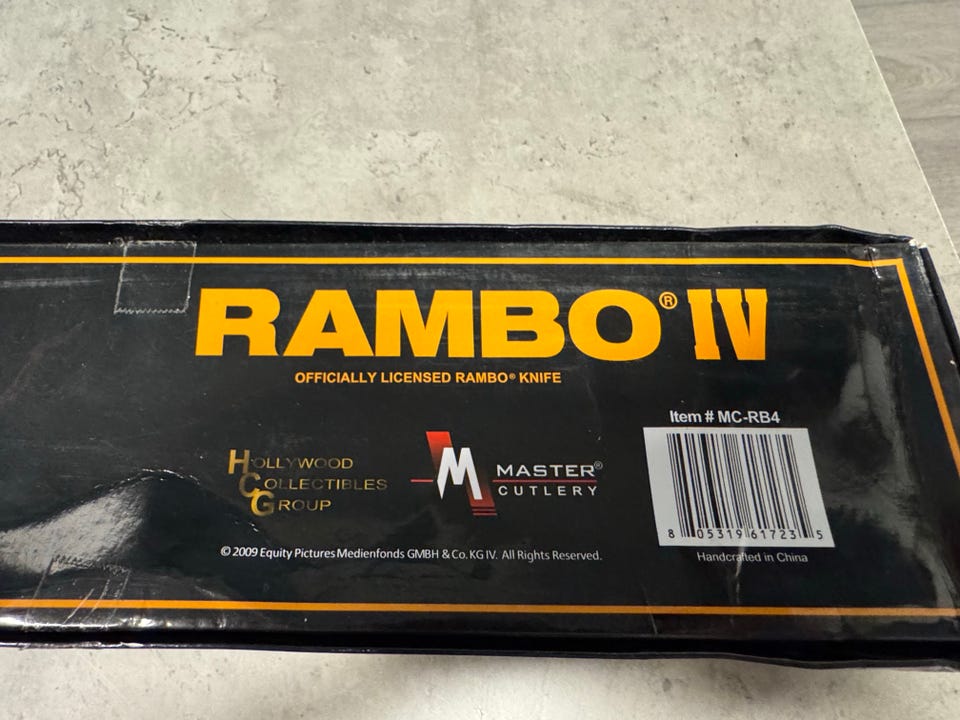 RAMBO® IV
OFFICIALLY LICENSED RAMBO® KNIFE
Item # MC-RB4
HOLLYWOOD
COLLECTIBLES
GROUP
M
MASTER®
CUTLERY
8 05319 61723 5
Handcrafted in China
© 2009 Equity Pictures Medienfonds GMBH & Co. KG IV. All Rights Reserved.